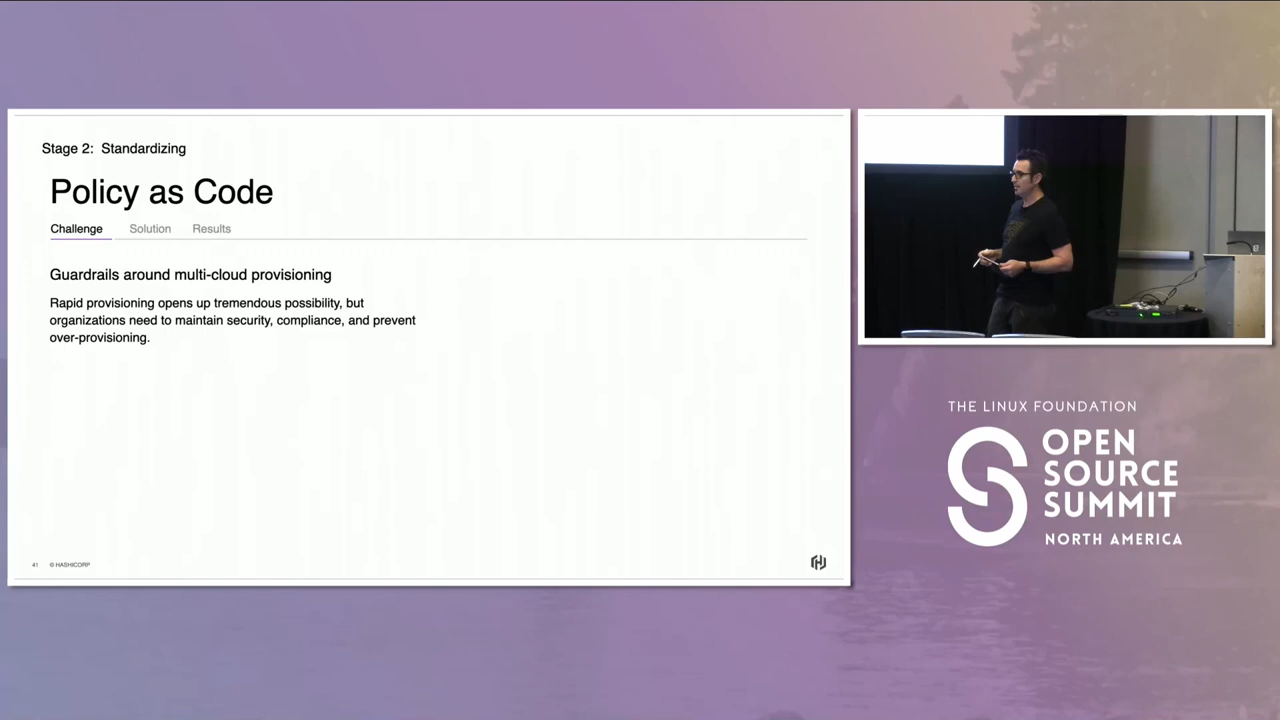 Stage 2: Standardizing
Policy as Code
Challenge Solution Results
Guardrails around multi-cloud provisioning
Rapid provisioning opens up tremendous possibility, but
organizations need to maintain security, compliance, and prevent
over-provisioning.
41 © HASHICORP
THE LINUX FOUNDATION
OPEN
SOURCE
SUMMIT
NORTH AMERICA